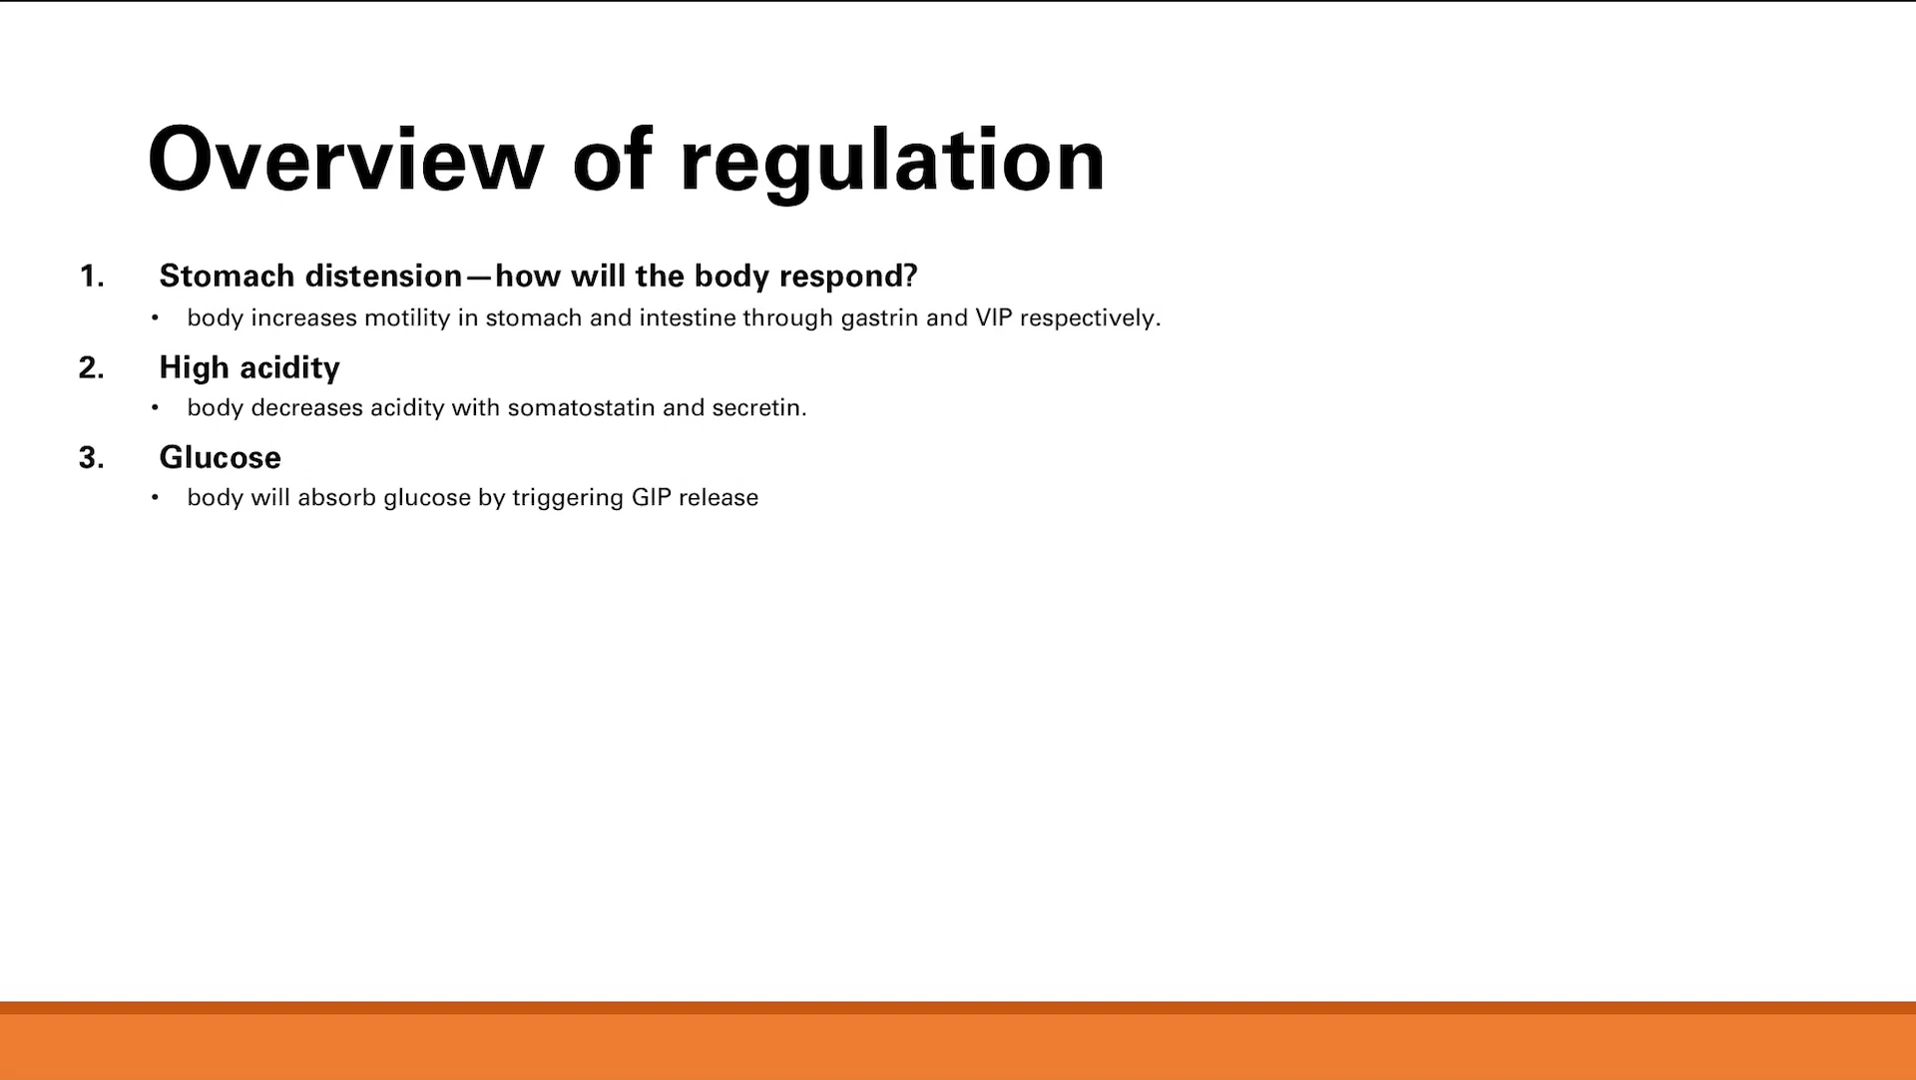 Overview of regulation
1. Stomach distension—how will the body respond?
• body increases motility in stomach and intestine through gastrin and VIP respectively.
2. High acidity
• body decreases acidity with somatostatin and secretin.
3. Glucose
• body will absorb glucose by triggering GIP release